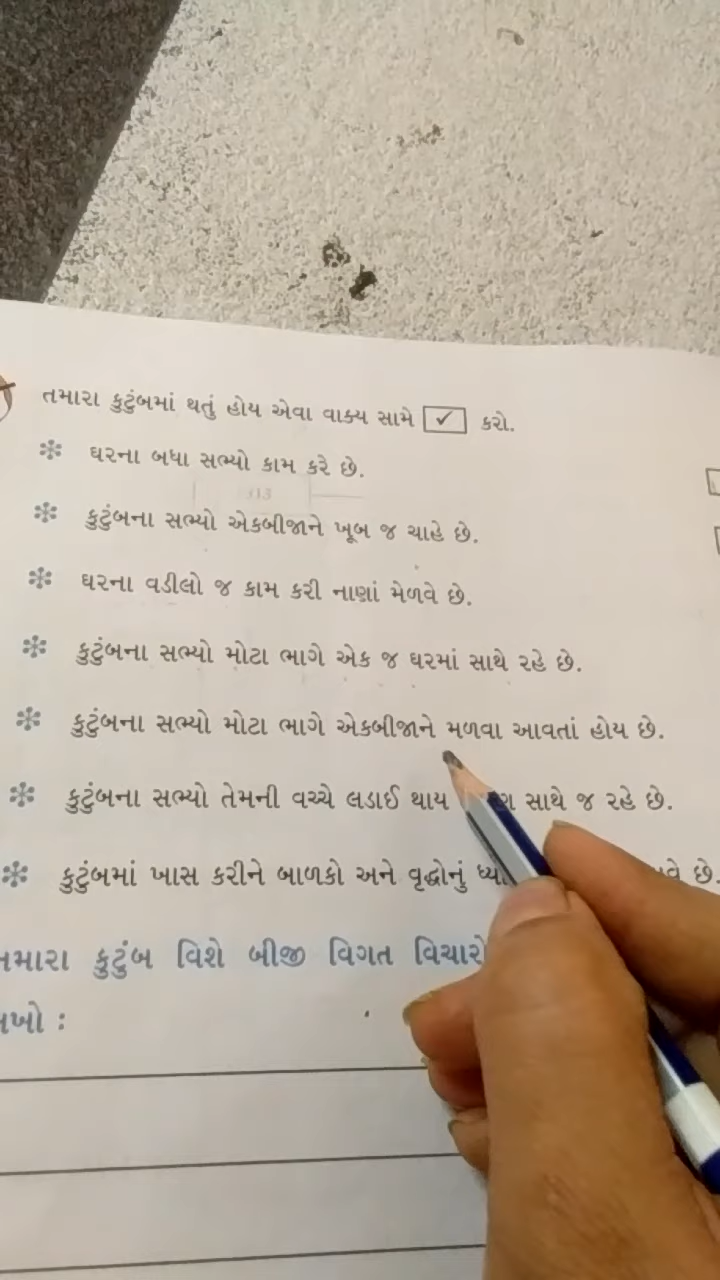 તમારા કુટુંબમાં થતું હોય એવા વાક્ય સામે ✓ કરો.
ઘરના બધા સભ્યો કામ કરે છે.
કુટુંબના સભ્યો એકબીજાને ખૂબ જ ચાહે છે.
ઘરના વડીલો જ કામ કરી નાણાં મેળવે છે.
કુટુંબના સભ્યો મોટા ભાગે એક જ ઘરમાં સાથે રહે છે.
કુટુંબના સભ્યો મોટા ભાગે એકબીજાને મળવા આવતાં હોય છે.
કુટુંબના સભ્યો તેમની વચ્ચે લડાઈ થાય સાથે જ રહે છે.
કુટુંબમાં ખાસ કરીને બાળકો અને વૃદ્ધોનું છે.
કુટુંબ વિશે બીજી વિગત